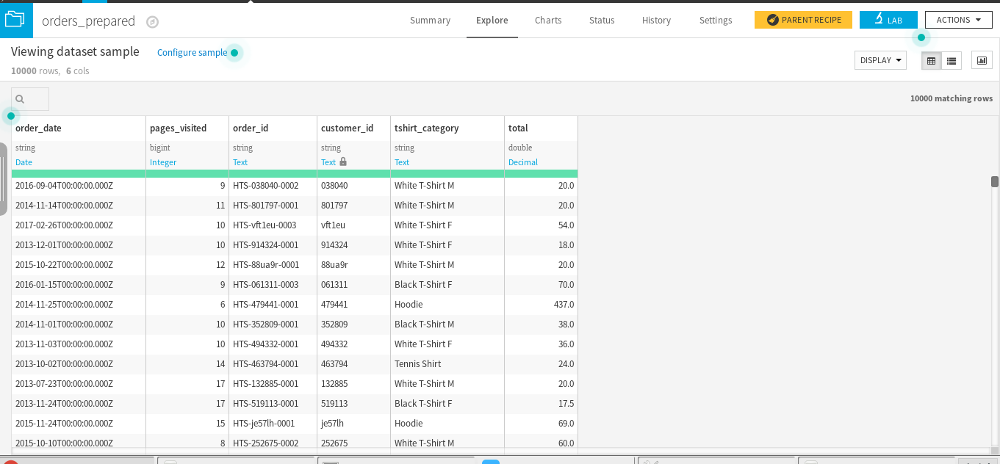 orders_prepared Summary Explore Charts Status History Settings PARENT RECIPE LAB ACTIONS
Viewing dataset sample Configure sample
DISPLAY
10000 rows, 6 cols
10000 matching rows
order_date pages_visited order_id customer_id tshirt_category total
string bigint string string string double
Date Integer Text Text Text Decimal
2016-09-04T00:00:00.000Z 9 HTS-038040-0002 038040 White T-Shirt M 20.0
2014-11-14T00:00:00.000Z 11 HTS-801797-0001 801797 White T-Shirt M 20.0
2017-02-26T00:00:00.000Z 10 HTS-vft1eu-0003 vft1eu White T-Shirt F 54.0
2013-12-01T00:00:00.000Z 10 HTS-914324-0001 914324 White T-Shirt F 18.0
2015-10-22T00:00:00.000Z 12 HTS-88ua9r-0001 88ua9r White T-Shirt M 20.0
2016-01-15T00:00:00.000Z 9 HTS-061311-0003 061311 Black T-Shirt F 70.0
2014-11-25T00:00:00.000Z 6 HTS-479441-0001 479441 Hoodie 437.0
2014-11-01T00:00:00.000Z 10 HTS-352809-0001 352809 Black T-Shirt M 38.0
2013-11-03T00:00:00.000Z 10 HTS-494332-0001 494332 White T-Shirt F 36.0
2013-10-02T00:00:00.000Z 14 HTS-463794-0001 463794 Tennis Shirt 24.0
2013-07-23T00:00:00.000Z 17 HTS-132885-0001 132885 White T-Shirt M 20.0
2013-11-24T00:00:00.000Z 17 HTS-519113-0001 519113 Black T-Shirt F 17.5
2015-11-24T00:00:00.000Z 15 HTS-je57lh-0001 je57lh Hoodie 69.0
2015-10-10T00:00:00.000Z 8 HTS-252675-0002 252675 White T-Shirt M 60.0